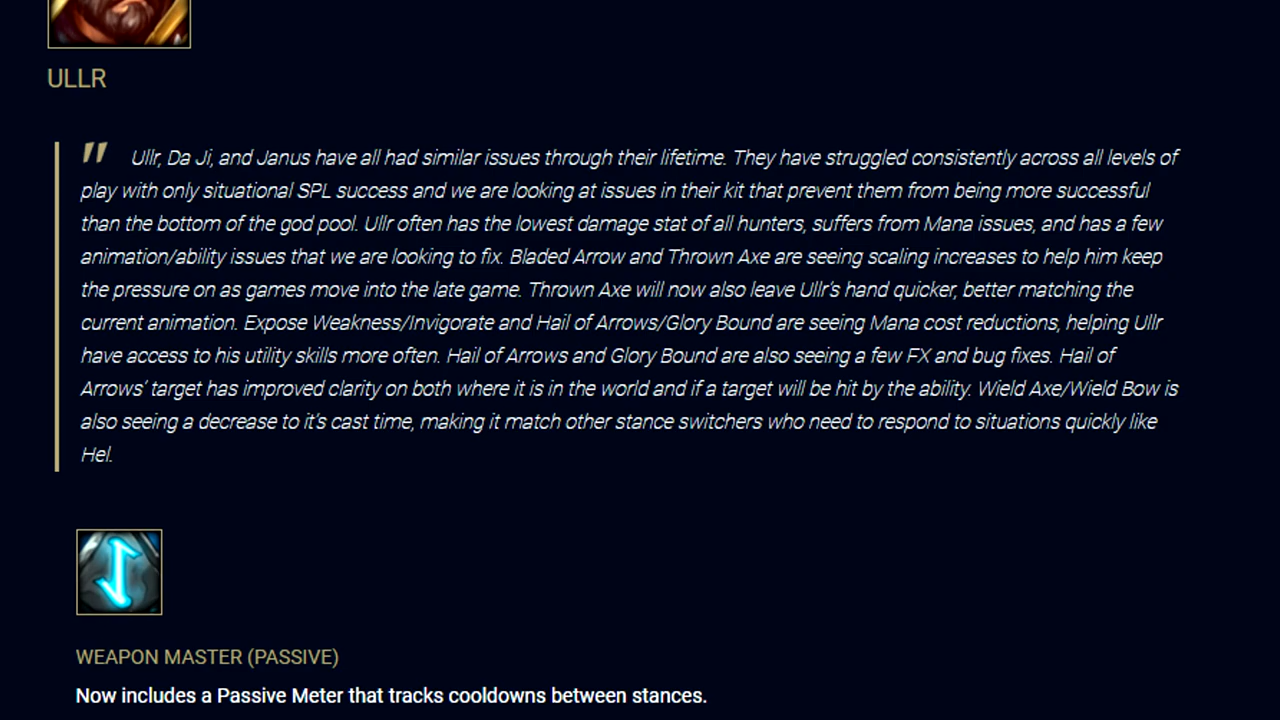 ULLR
" Ullr, Da Ji, and Janus have all had similar issues through their lifetime. They have struggled consistently across all levels of
play with only situational SPL success and we are looking at issues in their kit that prevent them from being more successful
than the bottom of the god pool. Ullr often has the lowest damage stat of all hunters, suffers from Mana issues, and has a few
animation/ability issues that we are looking to fix. Bladed Arrow and Thrown Axe are seeing scaling increases to help him keep
the pressure on as games move into the late game. Thrown Axe will now also leave Ullr's hand quicker, better matching the
current animation. Expose Weakness/Invigorate and Hail of Arrows/Glory Bound are seeing Mana cost reductions, helping Ullr
have access to his utility skills more often. Hail of Arrows and Glory Bound are also seeing a few FX and bug fixes. Hail of
Arrows' target has improved clarity on both where it is in the world and if a target will be hit by the ability. Wield Axe/Wield Bow is
also seeing a decrease to it's cast time, making it match other stance switchers who need to respond to situations quickly like
Hel.
WEAPON MASTER (PASSIVE)
Now includes a Passive Meter that tracks cooldowns between stances.